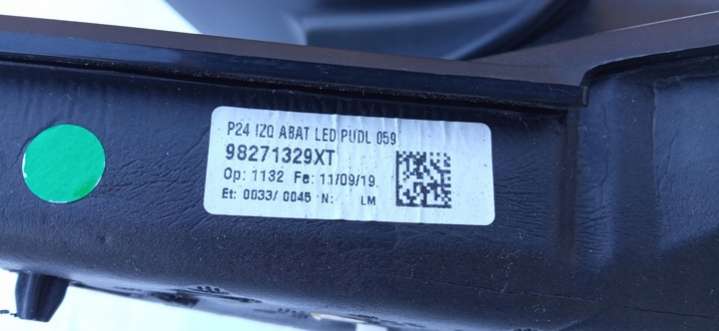 P24 IZQ ABAT LED PUDL 059
98271329XT
Op: 1132 Fe: 11/09/19
Et: 0033/ 0045 N: LM